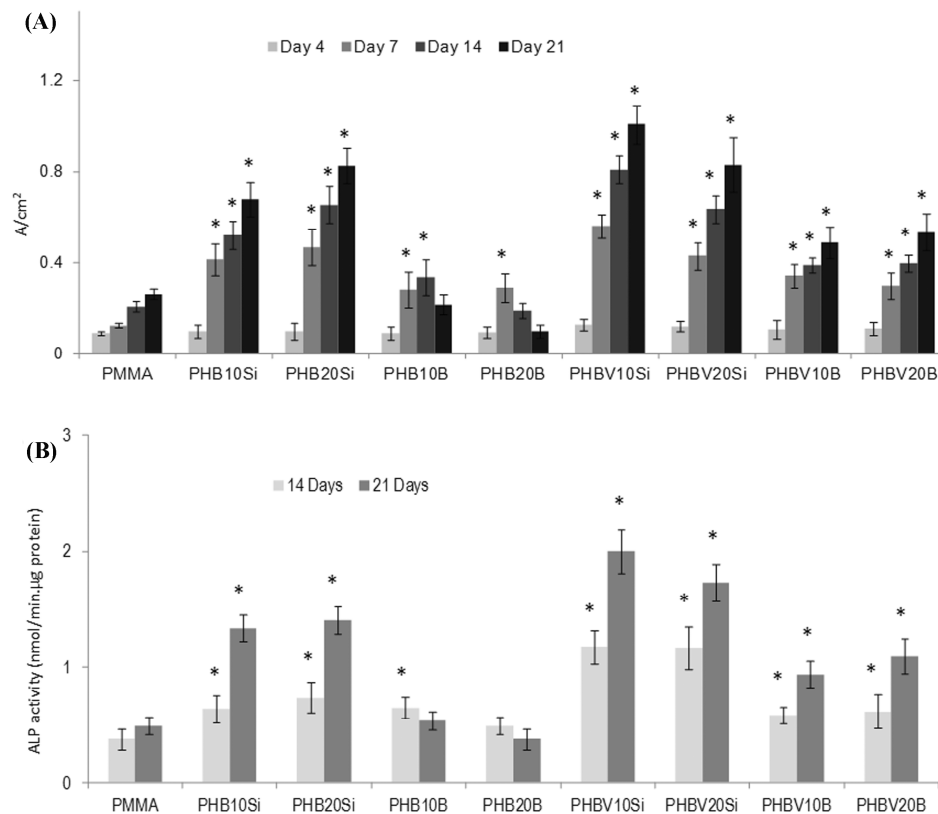 (A)
Day 4 Day 7 Day 14 Day 21
1.2
0.8
0.4
0
A/cm²
* * * * * * * * * * * * * * * * * * * * *
PMMA PHB10Si PHB20Si PHB10B PHB20B PHBV10Si PHBV20Si PHBV10B PHBV20B
(B)
14 Days 21 Days
3
2
1
0
ALP activity (nmol/min.µg protein)
* * * * * * * * * * * * *
PMMA PHB10Si PHB20Si PHB10B PHB20B PHBV10Si PHBV20Si PHBV10B PHBV20B